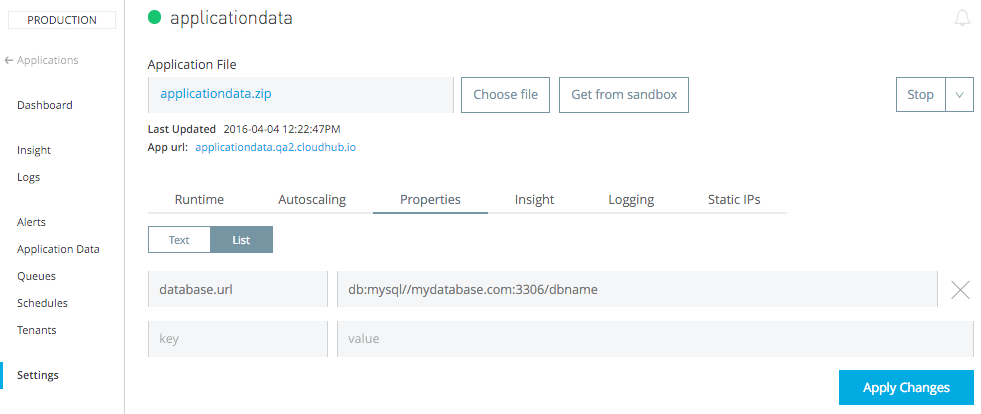 PRODUCTION
Applications
Dashboard
Insight
Logs
Alerts
Application Data
Queues
Schedules
Tenants
Settings
applicationdata
Application File
applicationdata.zip
Choose file
Get from sandbox
Stop
Last Updated 2016-04-04 12:22:47PM
App url: applicationdata.qa2.cloudhub.io
Runtime Autoscaling Properties Insight Logging Static IPs
Text List
database.url db:mysql//mydatabase.com:3306/dbname
key value
Apply Changes